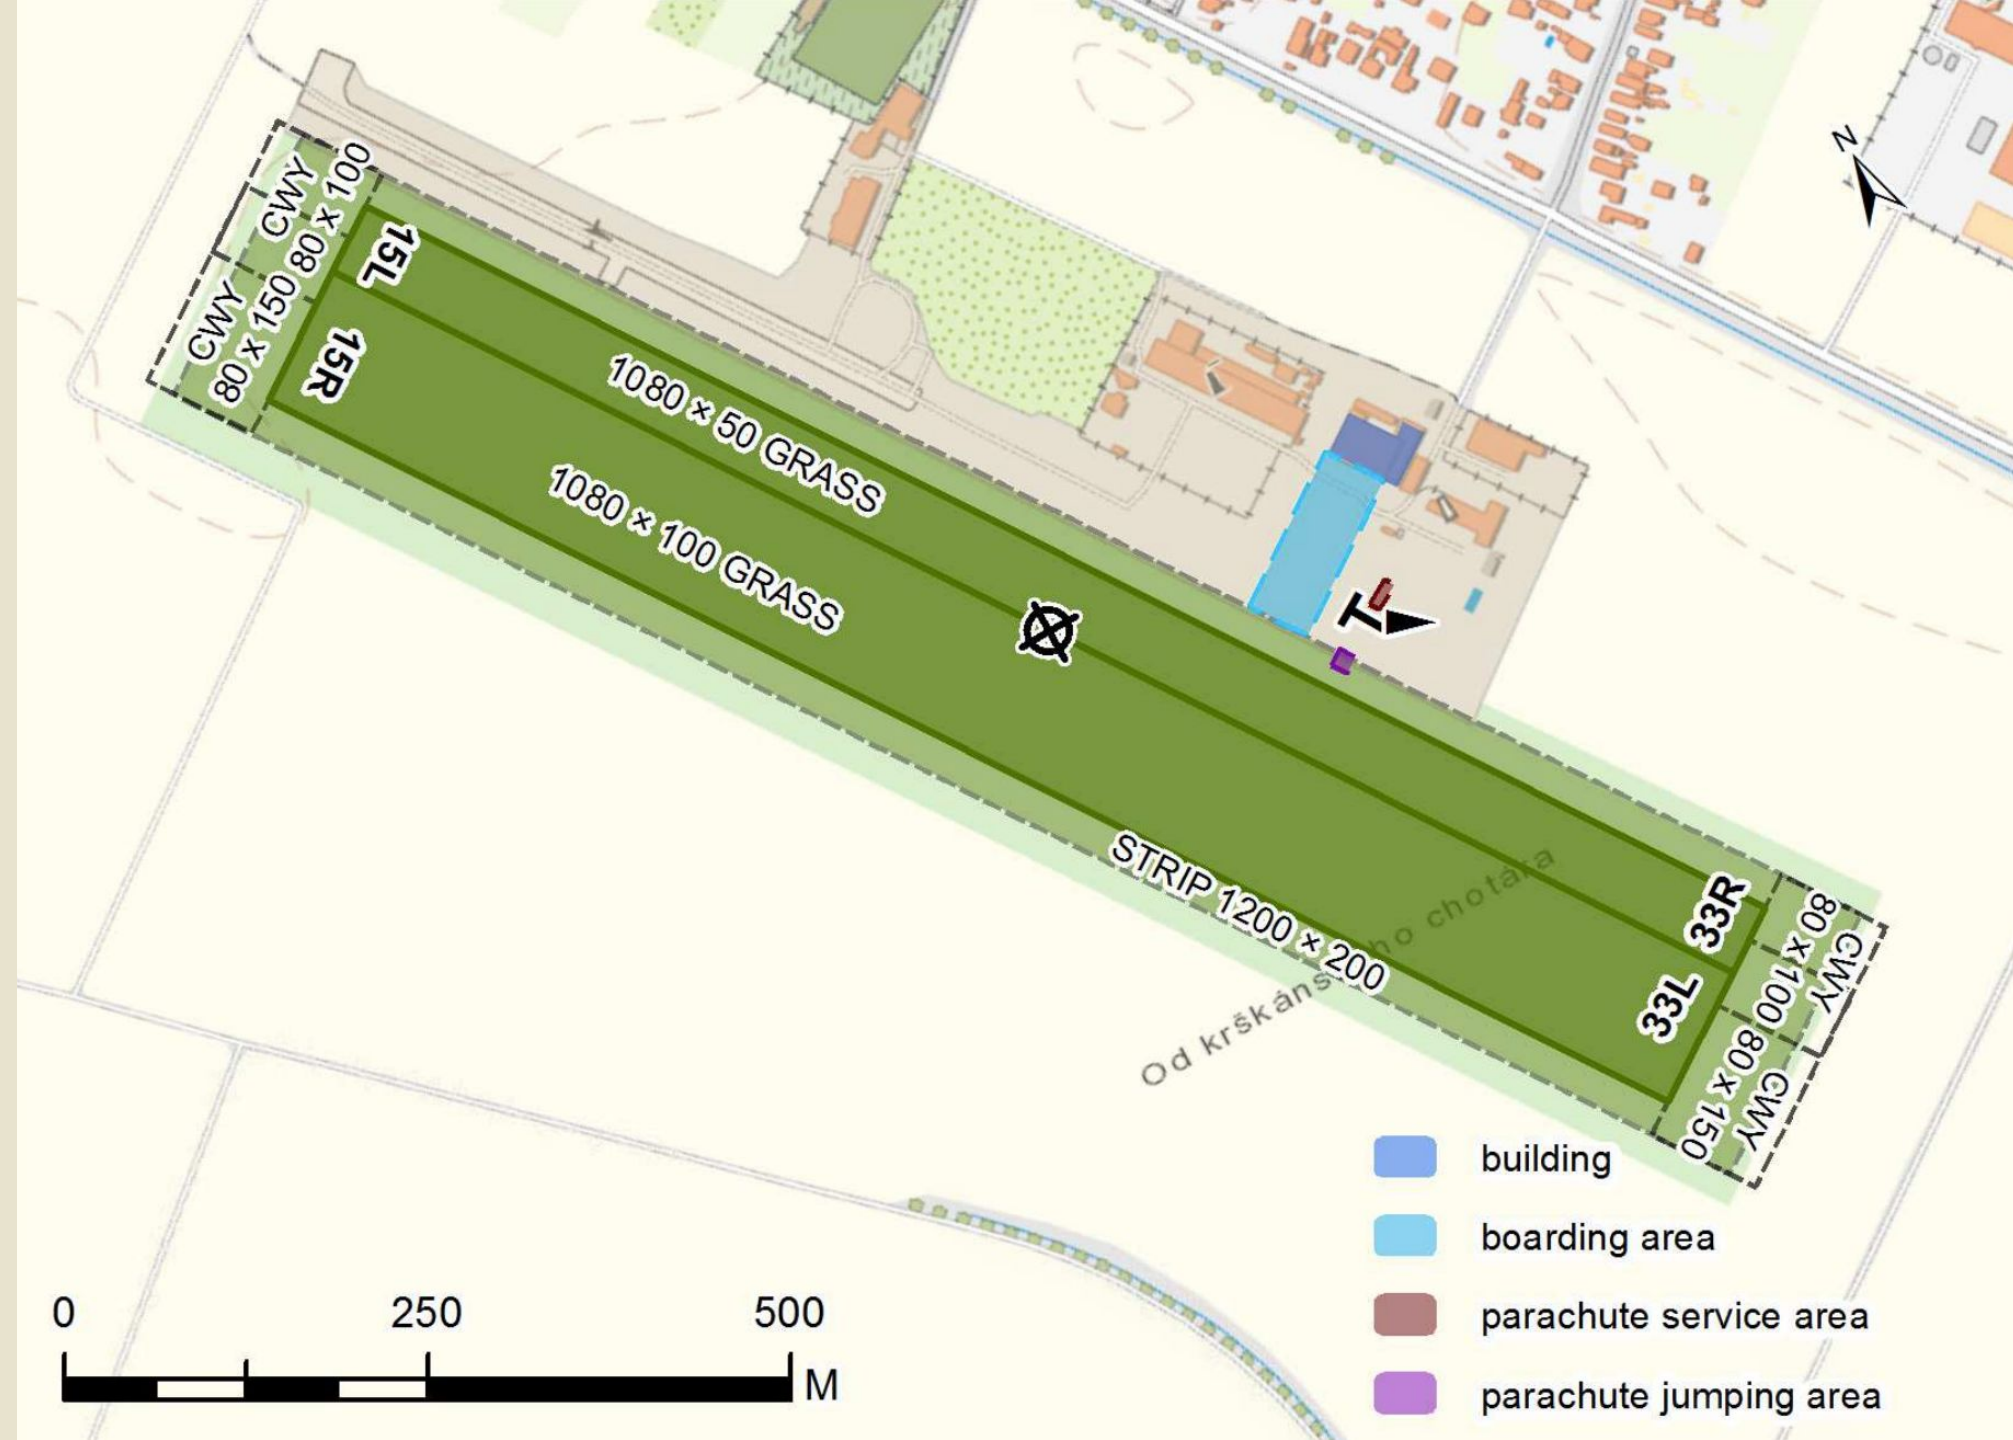 N
CWY
80 x 100
CWY
80 x 150
15L
15R
1080 × 50 GRASS
1080 × 100 GRASS
T
STRIP 1200 × 200
Od krškáns ho chotára
33R
33L
CWY
80 x 100
CWY
80 x 150
building
boarding area
parachute service area
parachute jumping area
0 250 500
M